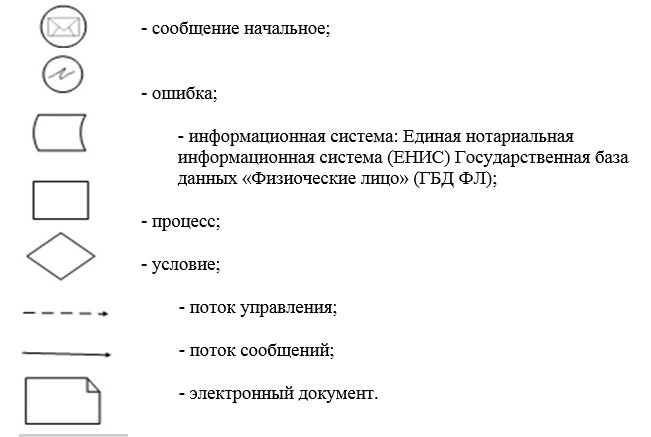 - сообщение начальное;
- ошибка;
- информационная система: Единая нотариальная
информационная система (ЕНИС) Государственная база
данных «Физиоческие лицо» (ГБД ФЛ);
- процесс;
- условие;
- поток управления;
- поток сообщений;
- электронный документ.